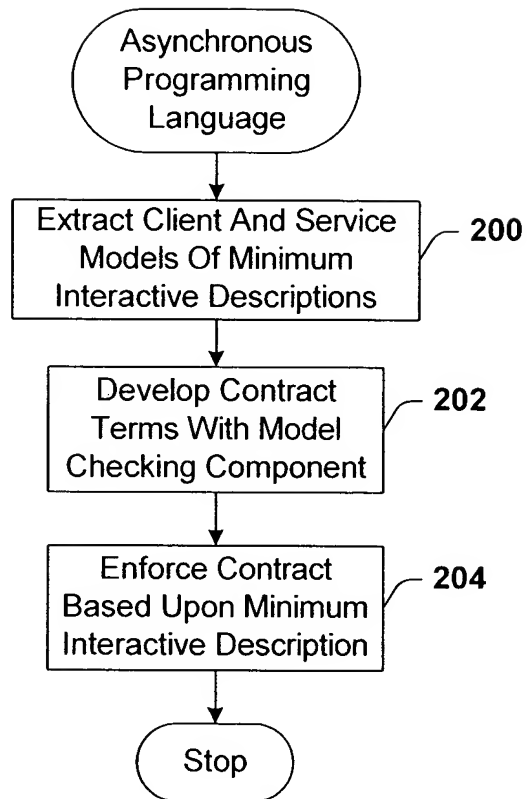 Asynchronous
Programming
Language
Extract Client And Service
Models Of Minimum
Interactive Descriptions
200
Develop Contract
Terms With Model
Checking Component
202
Enforce Contract
Based Upon Minimum
Interactive Description
204
Stop